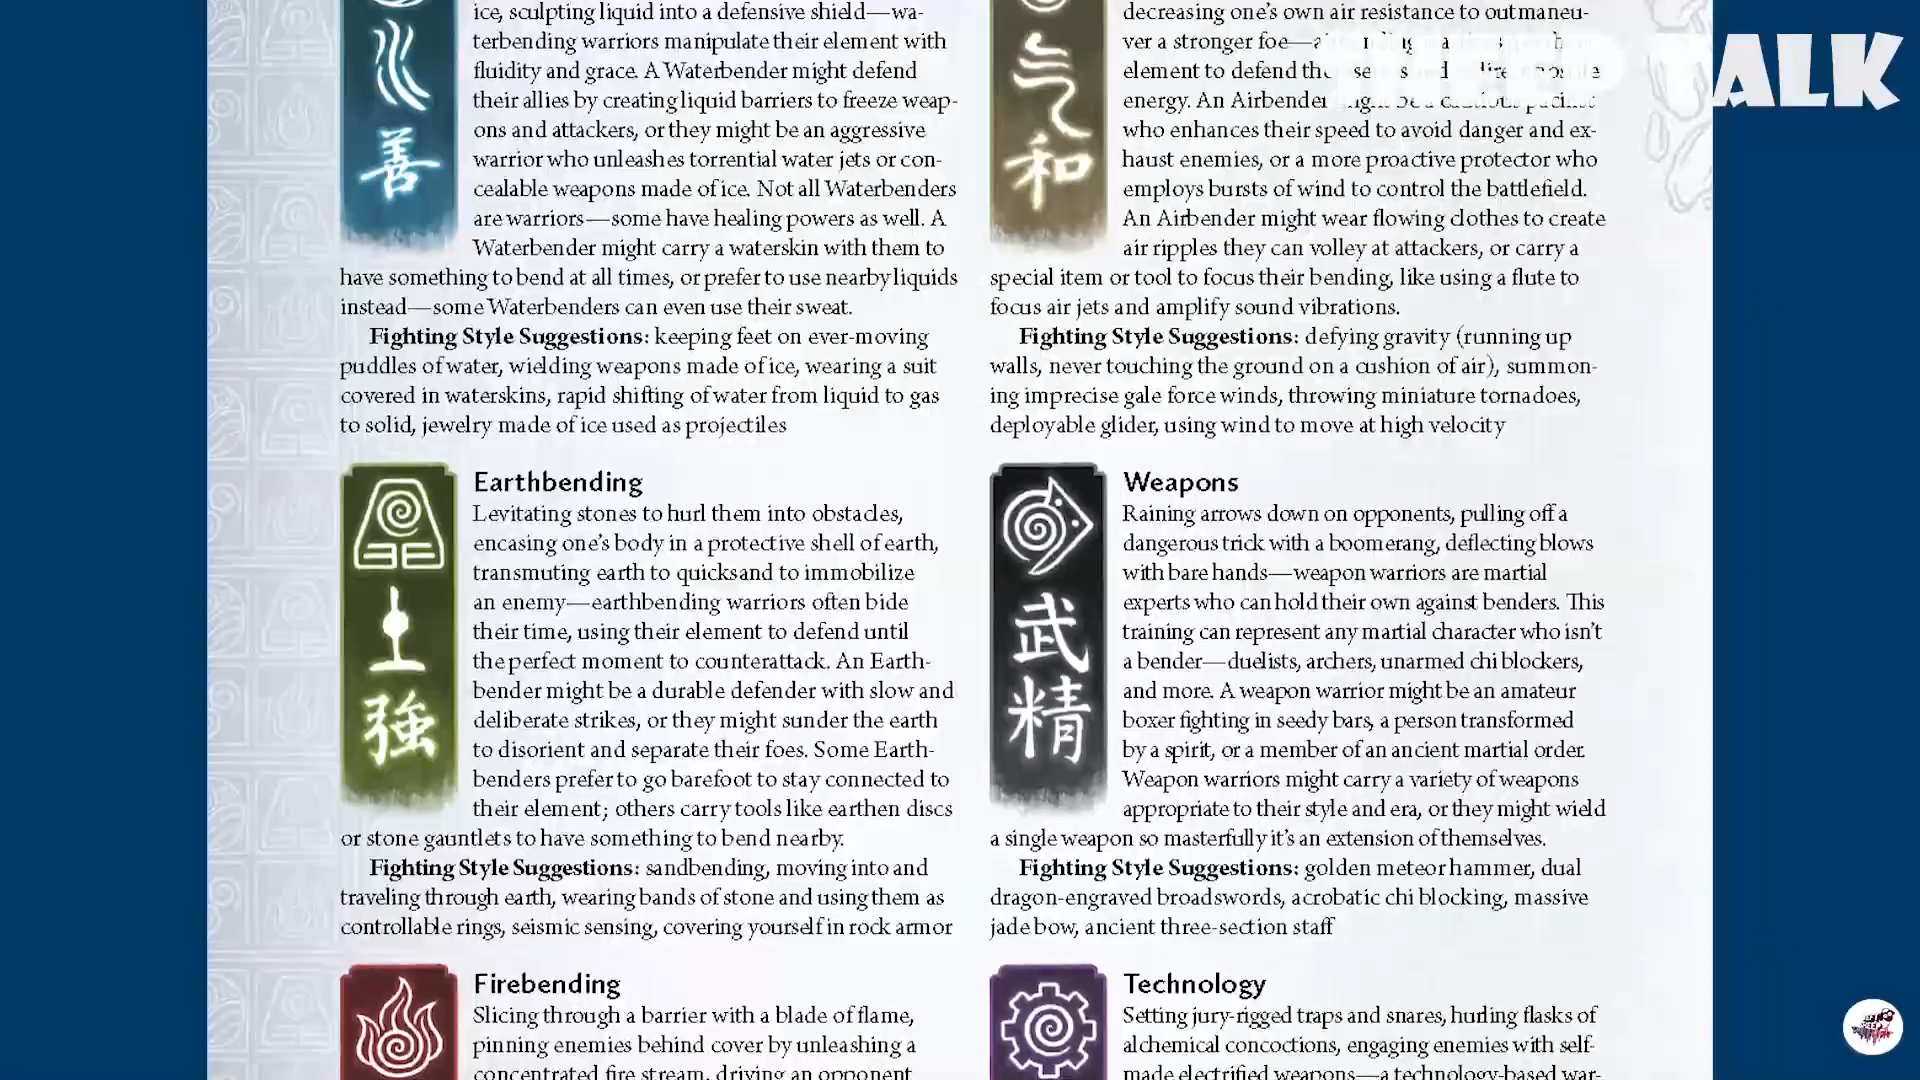 ice, sculpting liquid into a defensive shield—wa-
terbending warriors manipulate their element with
fluidity and grace. A Waterbender might defend
their allies by creating liquid barriers to freeze weap-
ons and attackers, or they might be an aggressive
warrior who unleashes torrential water jets or con-
cealable weapons made of ice. Not all Waterbenders
are warriors—some have healing powers as well. A
Waterbender might carry a waterskin with them to
have something to bend at all times, or prefer to use nearby liquids
instead—some Waterbenders can even use their sweat.
Fighting Style Suggestions: keeping feet on ever-moving
puddles of water, wielding weapons made of ice, wearing a suit
covered in waterskins, rapid shifting of water from liquid to gas
to solid, jewelry made of ice used as projectiles
水
善
Earthbending
Levitating stones to hurl them into obstacles,
encasing one's body in a protective shell of earth,
transmuting earth to quicksand to immobilize
an enemy—earthbending warriors often bide
their time, using their element to defend until
the perfect moment to counterattack. An Earth-
bender might be a durable defender with slow and
deliberate strikes, or they might sunder the earth
to disorient and separate their foes. Some Earth-
benders prefer to go barefoot to stay connected to
their element; others carry tools like earthen discs
or stone gauntlets to have something to bend nearby.
Fighting Style Suggestions: sandbending, moving into and
traveling through earth, wearing bands of stone and using them as
controllable rings, seismic sensing, covering yourself in rock armor
土
強
Firebending
Slicing through a barrier with a blade of flame,
pinning enemies behind cover by unleashing a
concentrated fire stream, driving an opponent
decreasing one's own air resistance to outmaneu-
ver a stronger foe—
element to defend
energy. An Airbender
who enhances their speed to avoid danger and ex-
haust enemies, or a more proactive protector who
employs bursts of wind to control the battlefield.
An Airbender might wear flowing clothes to create
air ripples they can volley at attackers, or carry a
special item or tool to focus their bending, like using a flute to
focus air jets and amplify sound vibrations.
Fighting Style Suggestions: defying gravity (running up
walls, never touching the ground on a cushion of air), summon-
ing imprecise gale force winds, throwing miniature tornadoes,
deployable glider, using wind to move at high velocity
气
和
Weapons
Raining arrows down on opponents, pulling off a
dangerous trick with a boomerang, deflecting blows
with bare hands—weapon warriors are martial
experts who can hold their own against benders. This
training can represent any martial character who isn't
a bender—duelists, archers, unarmed chi blockers,
and more. A weapon warrior might be an amateur
boxer fighting in seedy bars, a person transformed
by a spirit, or a member of an ancient martial order.
Weapon warriors might carry a variety of weapons
appropriate to their style and era, or they might wield
a single weapon so masterfully it's an extension of themselves.
Fighting Style Suggestions: golden meteor hammer, dual
dragon-engraved broadswords, acrobatic chi blocking, massive
jade bow, ancient three-section staff
武
精
Technology
Setting jury-rigged traps and snares, hurling flasks of
alchemical concoctions, engaging enemies with self-
made electrified weapons—a technology-based war-
TALK